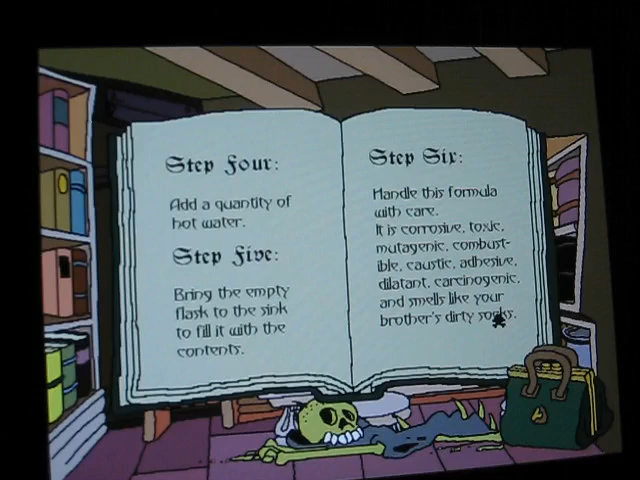 Step Four:
Add a quantity of
hot water.
Step Five:
Bring the empty
flask to the sink
to fill it with the
contents.
Step Six:
Handle this formula
with care.
It is corrosive, toxic,
mutagenic, combust-
ible, caustic, adhesive,
dilatant, carcinogenic,
and smells like your
brother's dirty socks.